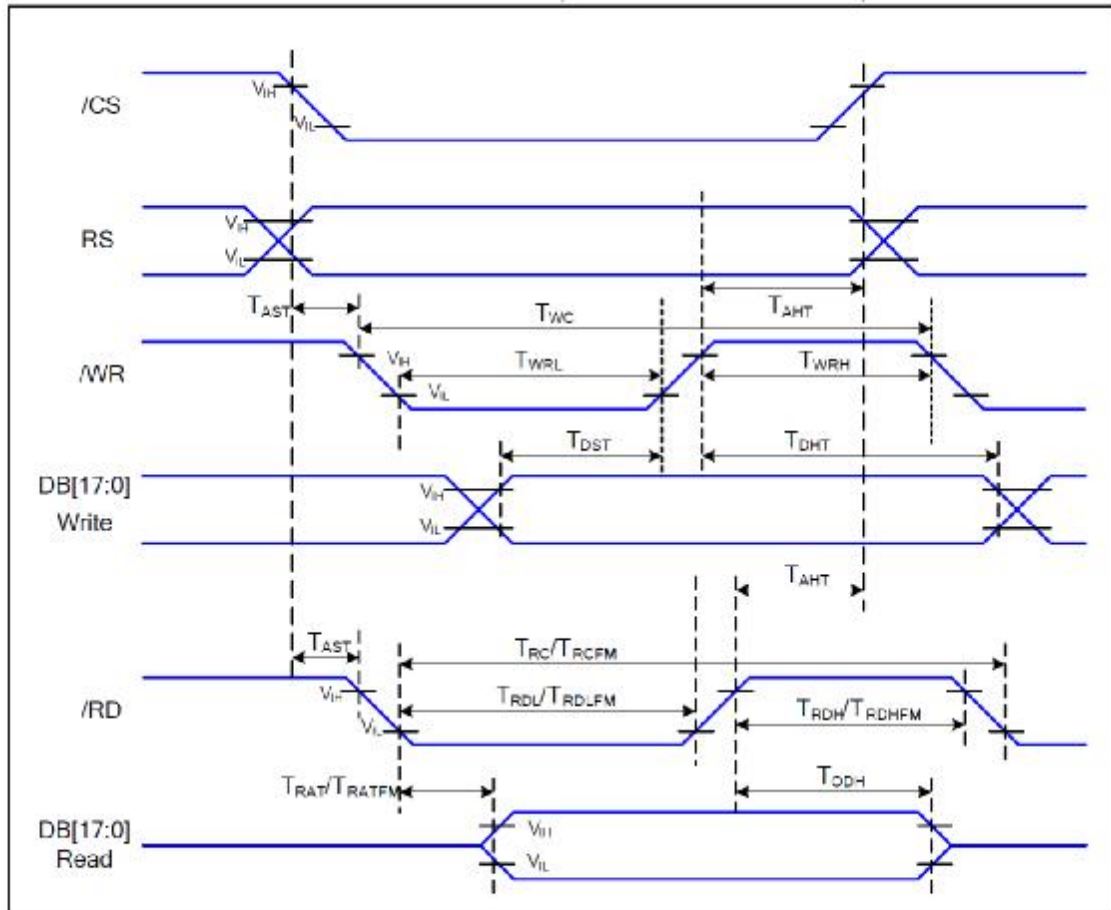 /CS
VIH
VIL
RS
VIH
VIL
TAST
TWC
TAHT
/WR
VIH
VIL
TWRL
TWRH
TDST
TDHT
DB[17:0]
Write
VIH
VIL
TAHT
TAST
TRC/TRCFM
/RD
VIH
VIL
TRDL/TRDLFM
TRDH/TRDHFM
TRAT/TRATFM
TODH
DB[17:0]
Read
VIH
VIL